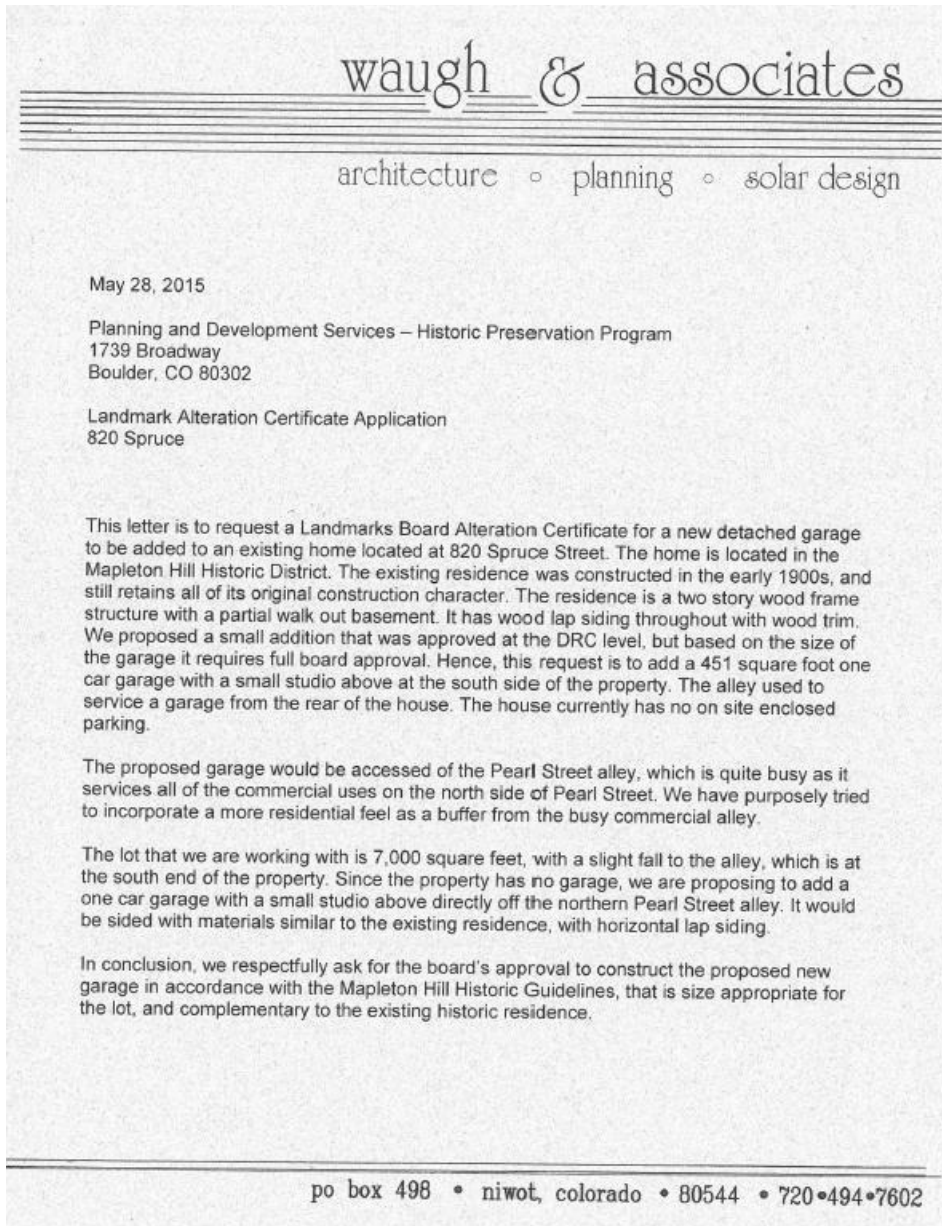 waugh & associates
architecture ○ planning ○ solar design
May 28, 2015
Planning and Development Services – Historic Preservation Program
1739 Broadway
Boulder, CO 80302
Landmark Alteration Certificate Application
820 Spruce
This letter is to request a Landmarks Board Alteration Certificate for a new detached garage
to be added to an existing home located at 820 Spruce Street. The home is located in the
Mapleton Hill Historic District. The existing residence was constructed in the early 1900s, and
still retains all of its original construction character. The residence is a two story wood frame
structure with a partial walk out basement. It has wood lap siding throughout with wood trim.
We proposed a small addition that was approved at the DRC level, but based on the size of
the garage it requires full board approval. Hence, this request is to add a 451 square foot one
car garage with a small studio above at the south side of the property. The alley used to
service a garage from the rear of the house. The house currently has no on site enclosed
parking.
The proposed garage would be accessed of the Pearl Street alley, which is quite busy as it
services all of the commercial uses on the north side of Pearl Street. We have purposely tried
to incorporate a more residential feel as a buffer from the busy commercial alley.
The lot that we are working with is 7,000 square feet, with a slight fall to the alley, which is at
the south end of the property. Since the property has no garage, we are proposing to add a
one car garage with a small studio above directly off the northern Pearl Street alley. It would
be sided with materials similar to the existing residence, with horizontal lap siding.
In conclusion, we respectfully ask for the board's approval to construct the proposed new
garage in accordance with the Mapleton Hill Historic Guidelines, that is size appropriate for
the lot, and complementary to the existing historic residence.
po box 498 • niwot, colorado • 80544 • 720•494•7602